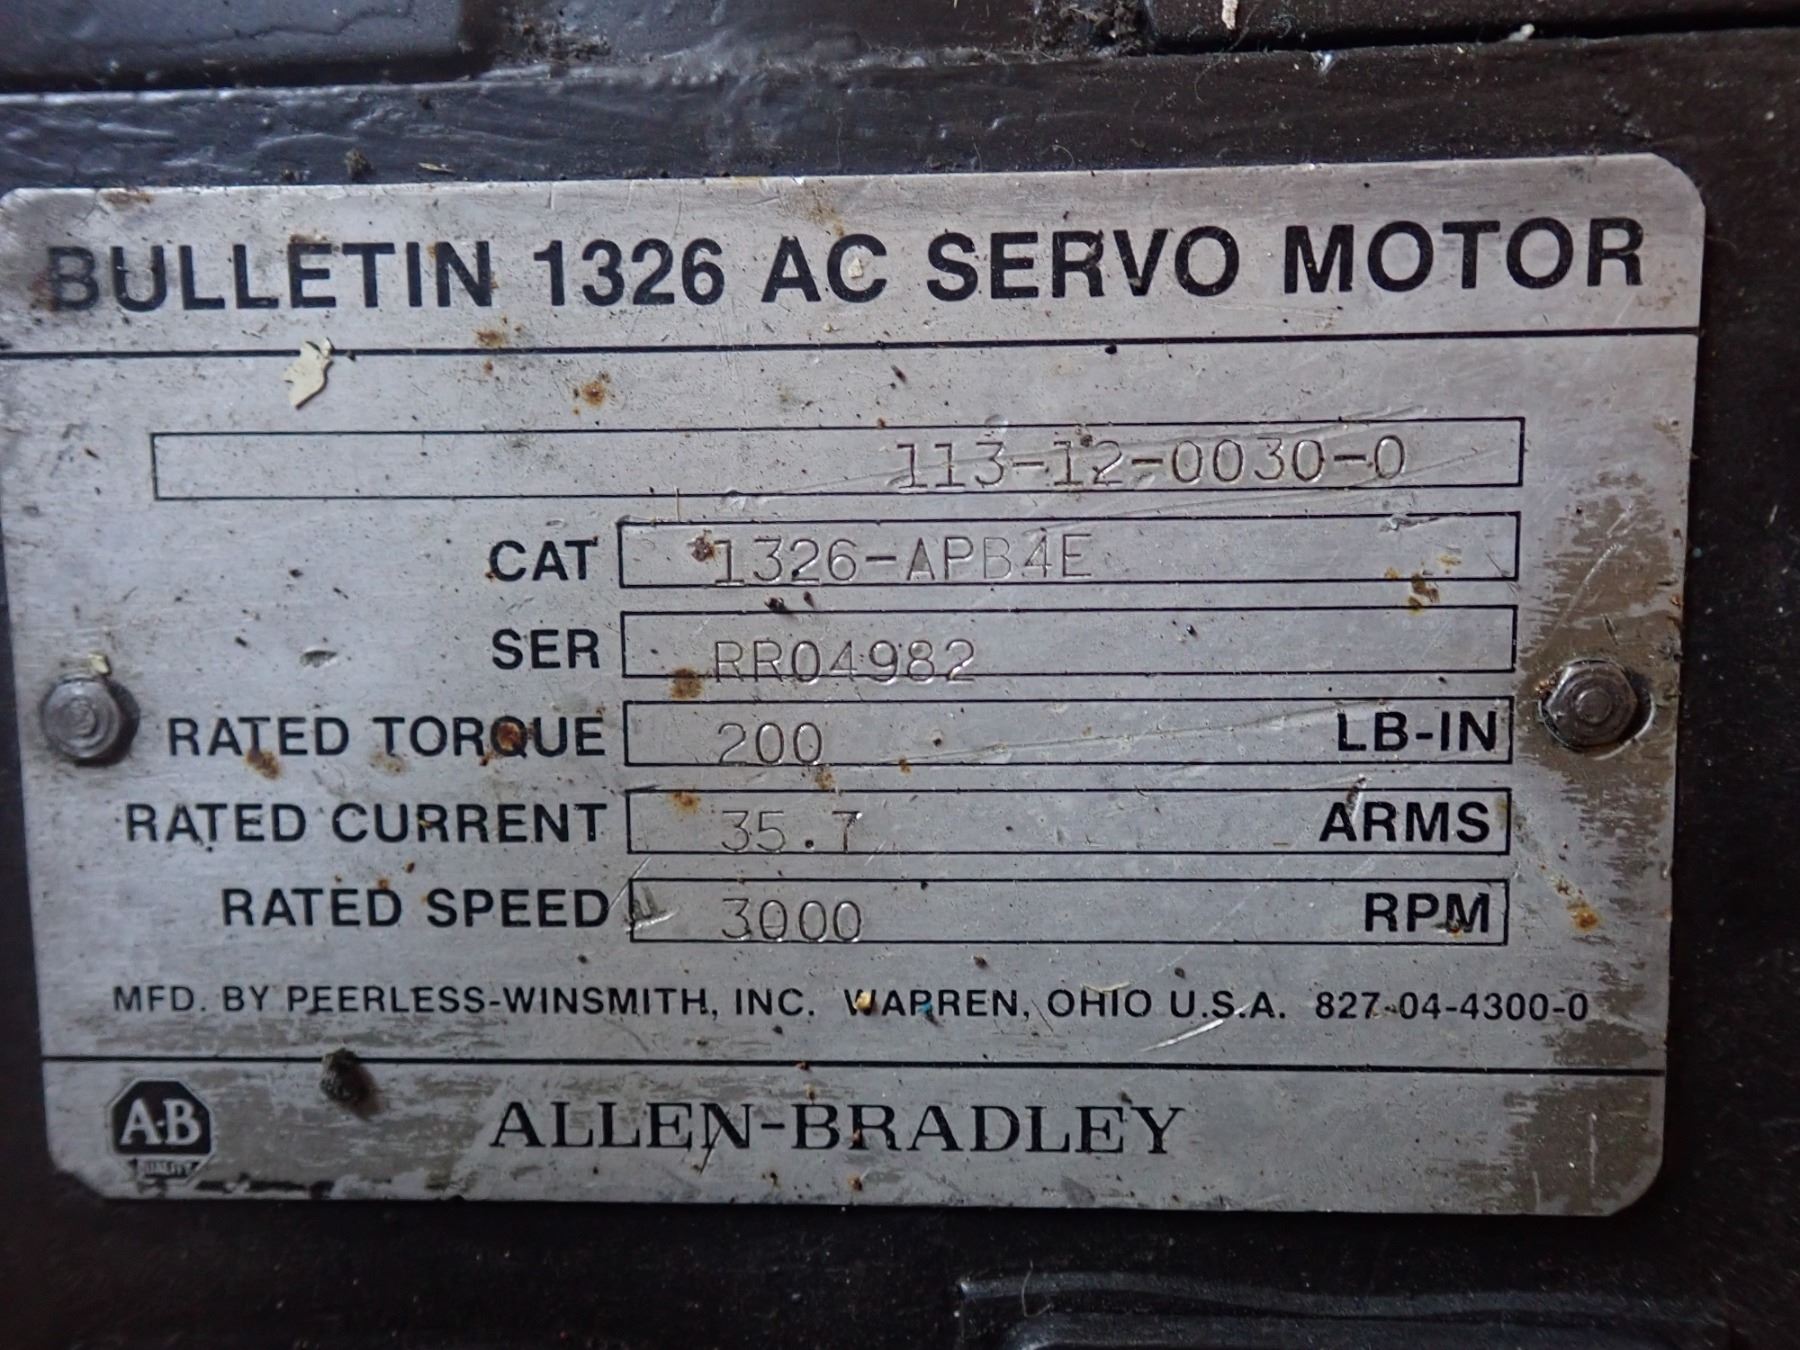 BULLETIN 1326 AC SERVO MOTOR
113-12-0030-0
CAT 1326-APB4E
SER RR04982
RATED TORQUE 200 LB-IN
RATED CURRENT 35.7 ARMS
RATED SPEED 3000 RPM
MFD. BY PEERLESS-WINSMITH, INC. WARREN, OHIO U.S.A. 827-04-4300-0
A-B
QUALITY
ALLEN-BRADLEY